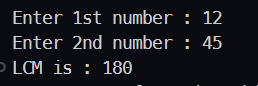 Enter 1st number : 12
Enter 2nd number : 45
LCM is : 180